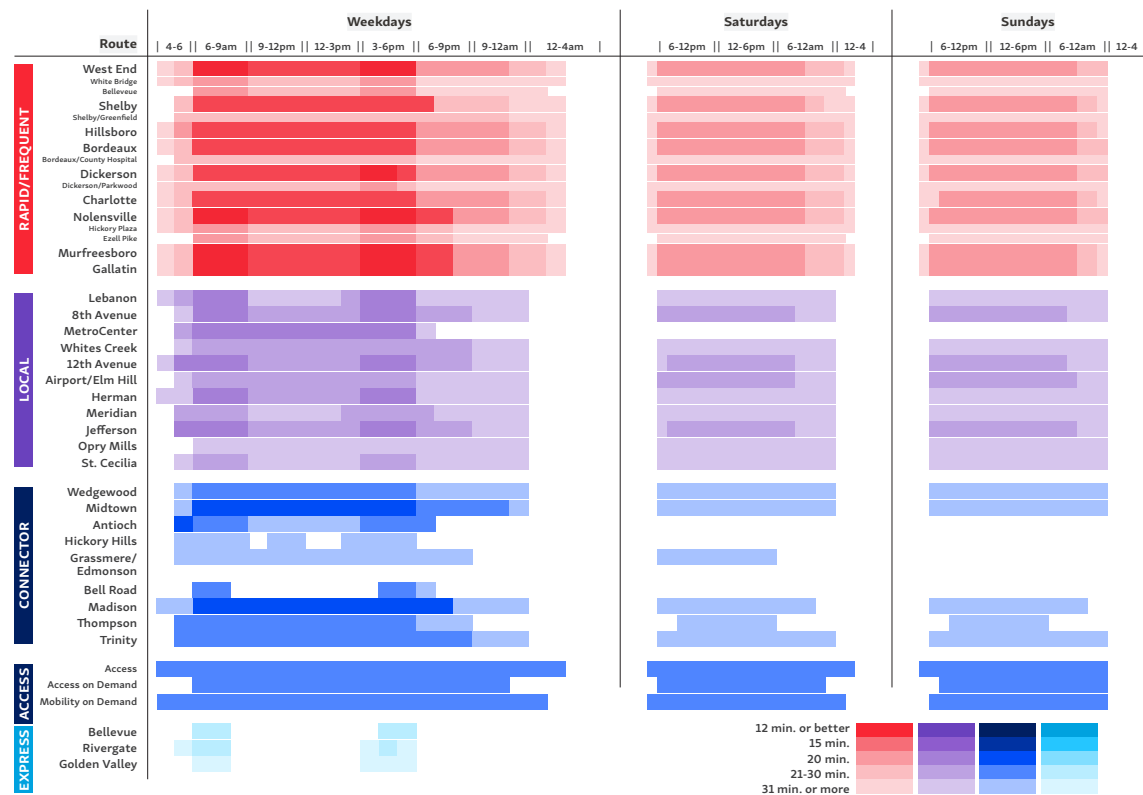 Weekdays Saturdays Sundays
Route | 4-6 || 6-9am || 9-12pm || 12-3pm || 3-6pm || 6-9pm || 9-12am || 12-4am | | 6-12pm || 12-6pm || 6-12am || 12-4 | | 6-12pm || 12-6pm || 6-12am || 12-4
RAPID/FREQUENT
West End
White Bridge
Belleveue
Shelby
Shelby/Greenfield
Hillsboro
Bordeaux
Bordeaux/County Hospital
Dickerson
Dickerson/Parkwood
Charlotte
Nolensville
Hickory Plaza
Ezell Pike
Murfreesboro
Gallatin
LOCAL
Lebanon
8th Avenue
MetroCenter
Whites Creek
12th Avenue
Airport/Elm Hill
Herman
Meridian
Jefferson
Opry Mills
St. Cecilia
CONNECTOR
Wedgewood
Midtown
Antioch
Hickory Hills
Grassmere/
Edmonson
Bell Road
Madison
Thompson
Trinity
ACCESS
Access
Access on Demand
Mobility on Demand
EXPRESS
Bellevue
Rivergate
Golden Valley
12 min. or better
15 min.
20 min.
21-30 min.
31 min. or more